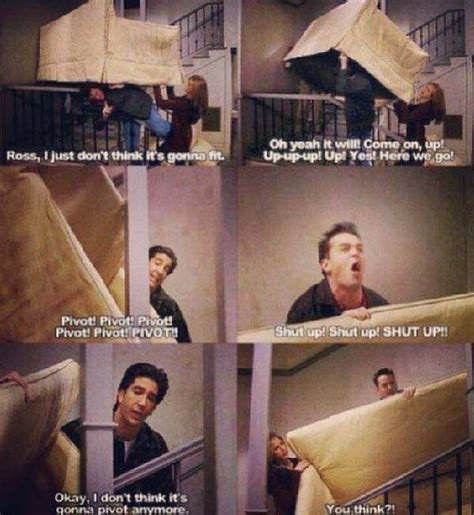 Ross, I just don't think it's gonna fit.
Oh yeah it will! Come on, up!
Up-up-up! Up! Yes! Here we go!
Pivot! Pivot! Pivot!
Pivot! Pivot! PIVOT!!
Shut up! Shut up! SHUT UP!!
Okay, I don't think it's
gonna pivot anymore.
You think?!